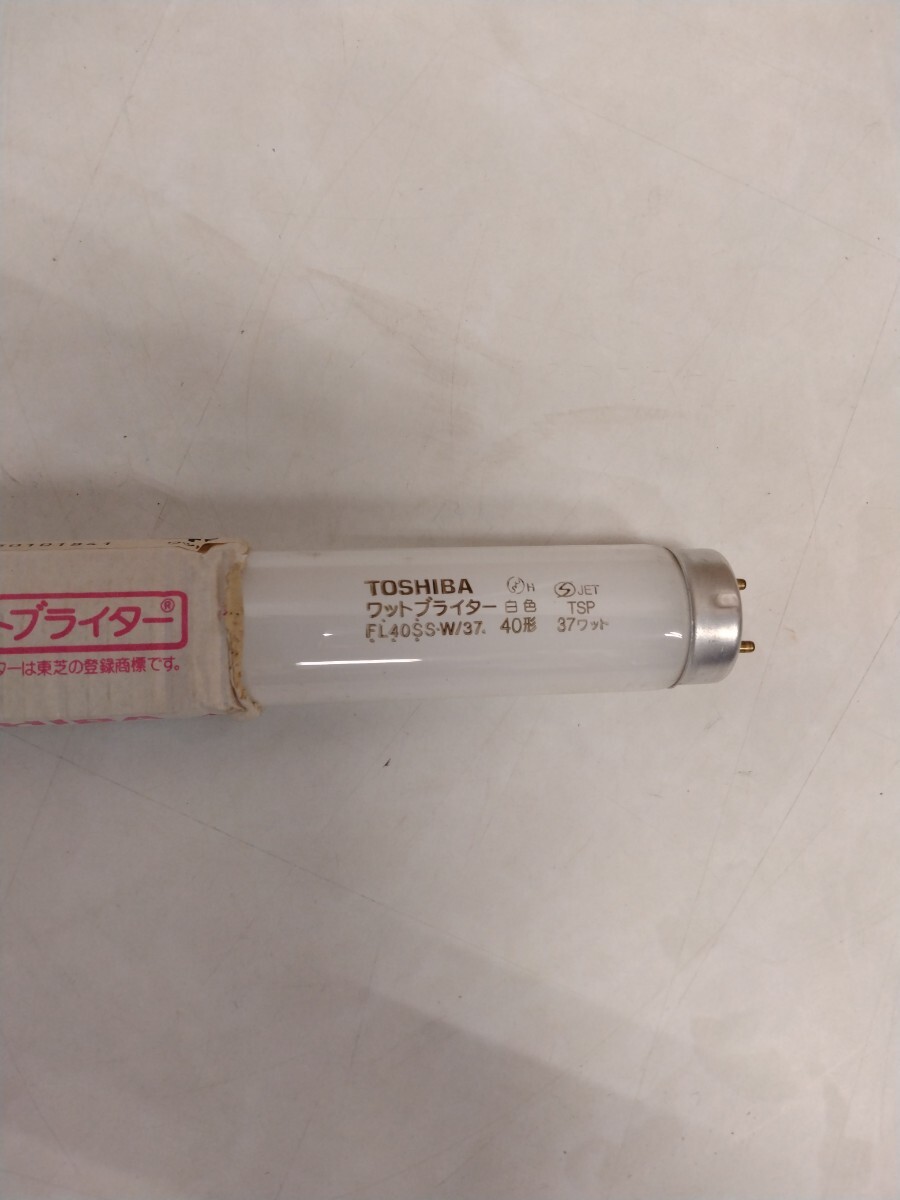 トブライター®
ターは東芝の登録商標です。
TOSHIBA H JET
ワットブライター 白色 TSP
FL40SS·W/37 40形 37ワット